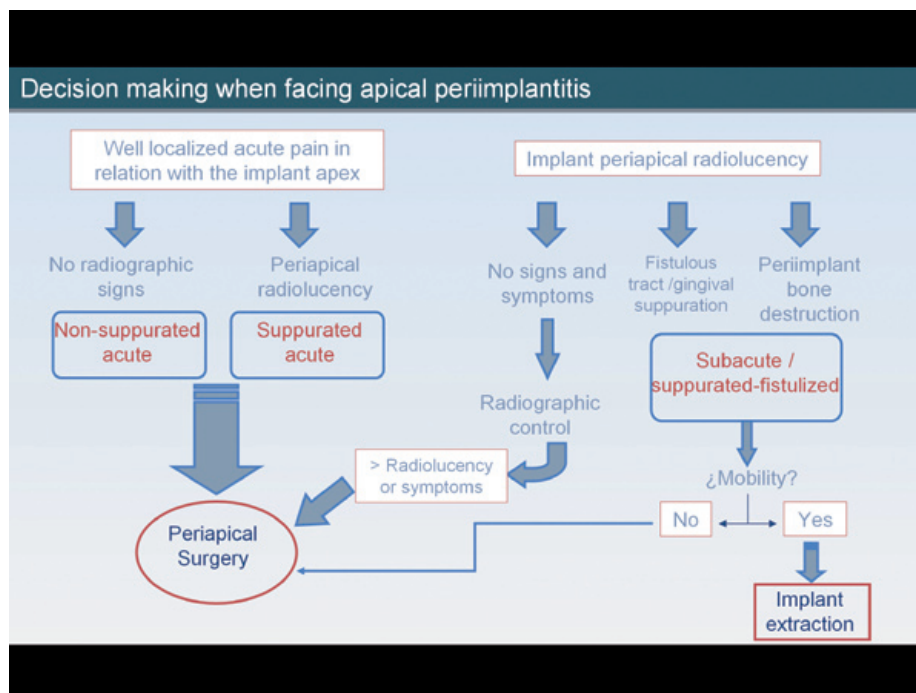 Decision making when facing apical periimplantitis
Well localized acute pain in
relation with the implant apex
No radiographic
signs
Periapical
radiolucency
Non-suppurated
acute
Suppurated
acute
Implant periapical radiolucency
No signs and
symptoms
Fistulous
tract /gingival
suppuration
Periimplant
bone
destruction
Subacute /
suppurated-fistulized
Radiographic
control
> Radiolucency
or symptoms
¿Mobility?
No
Yes
Periapical
Surgery
Implant
extraction